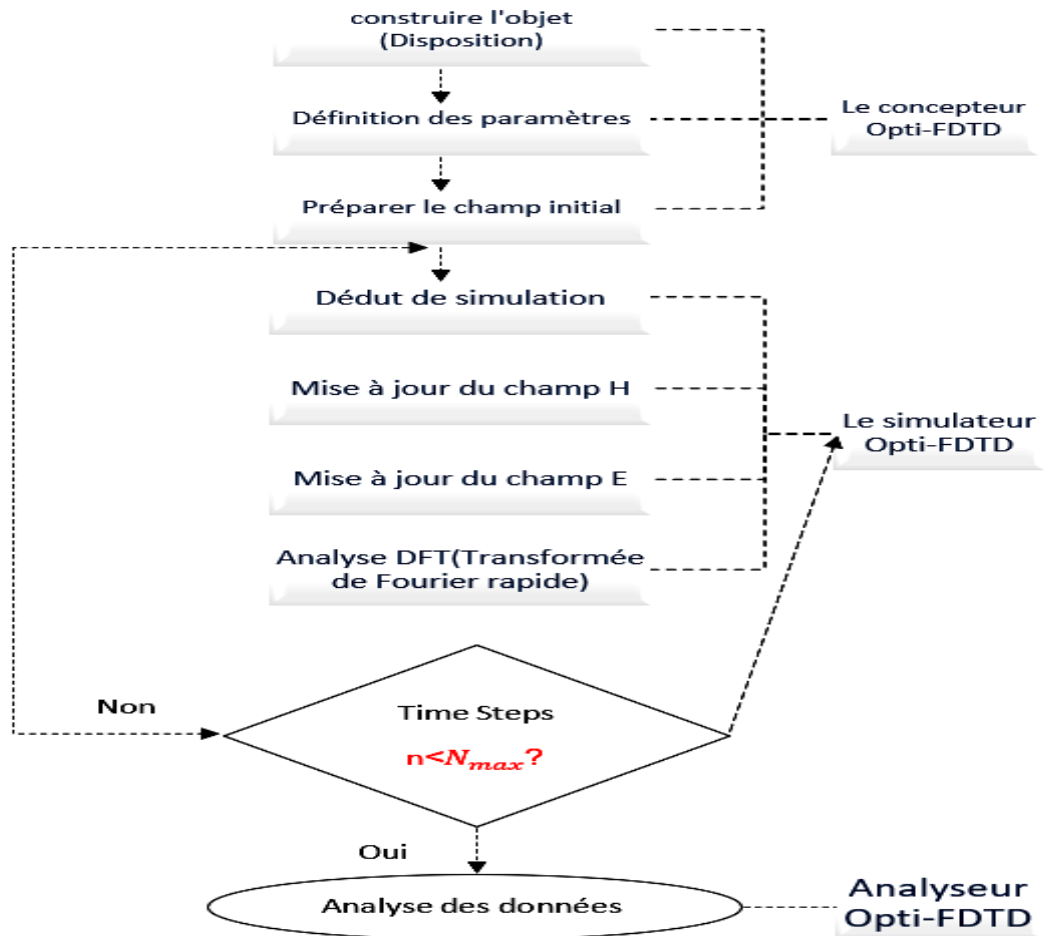 construire l'objet
(Disposition)
Définition des paramètres
Le concepteur
Opti-FDTD
Préparer le champ initial
Dédut de simulation
Mise à jour du champ H
Le simulateur
Opti-FDTD
Mise à jour du champ E
Analyse DFT(Transformée
de Fourier rapide)
Non
Time Steps
n<N_max?
Oui
Analyse des données
Analyseur
Opti-FDTD